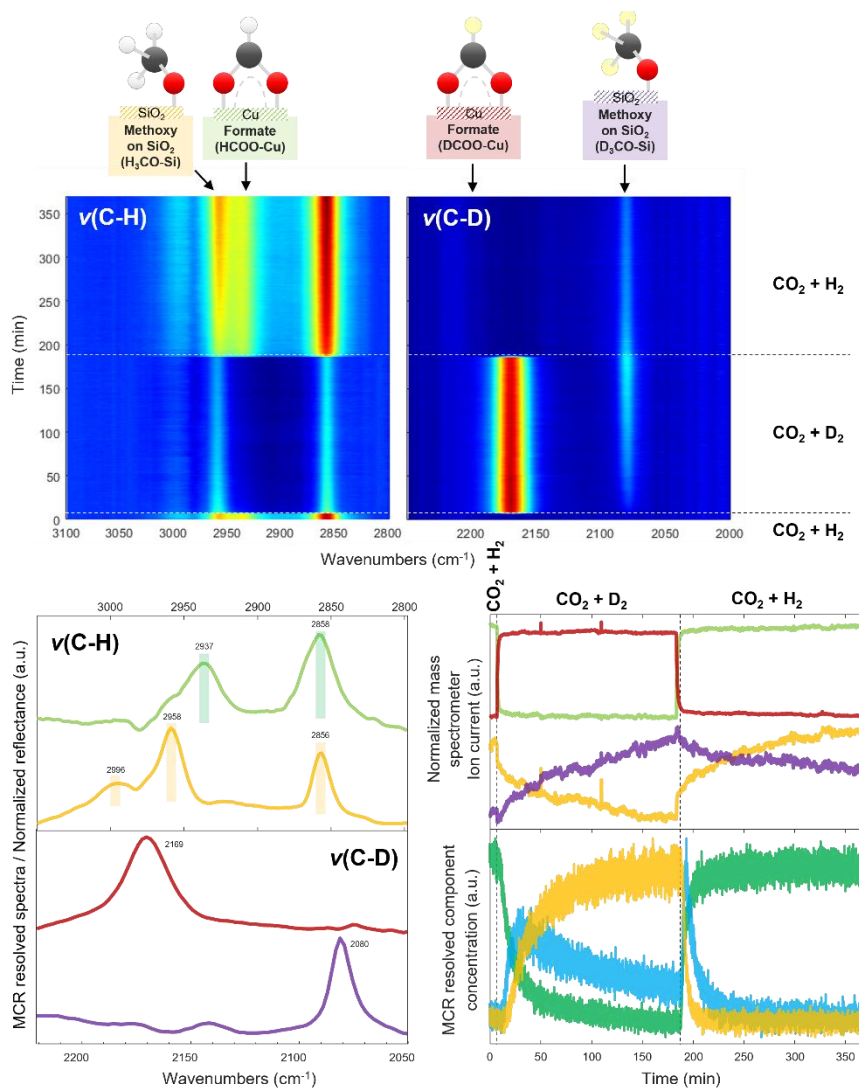 SiO2
Methoxy
on SiO2
(H3CO-Si)
Cu
Formate
(HCOO-Cu)
Cu
Formate
(DCOO-Cu)
SiO2
Methoxy
on SiO2
(D3CO-Si)
v(C-H)
v(C-D)
350
300
250
200
150
100
50
0
Time (min)
3100 3000 2900 2800
2200 2150 2100 2050 2000
Wavenumbers (cm-1)
CO2 + H2
CO2 + D2
CO2 + H2
3000 2950 2900 2850 2800
v(C-H)
2937
2858
2958
2996
2856
v(C-D)
2169
2080
2200 2150 2100 2050
Wavenumbers (cm-1)
MCR resolved spectra / Normalized reflectance (a.u.)
CO2 + H2
CO2 + D2
CO2 + H2
Normalized mass
spectrometer
Ion current (a.u.)
MCR resolved component
concentration (a.u.)
0 50 100 150 200 250 300 350
Time (min)